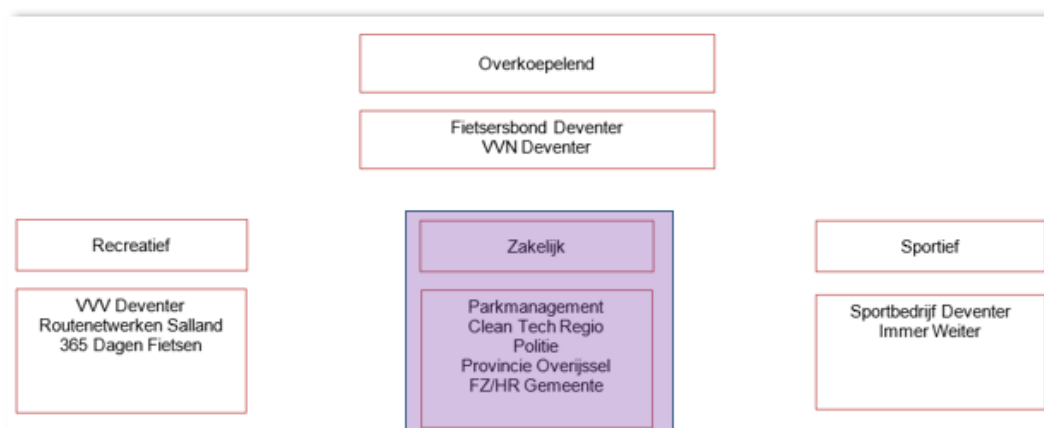 Overkoepelend
Fietsersbond Deventer
VVN Deventer
Recreatief
VVV Deventer
Routenetwerken Salland
365 Dagen Fietsen
Zakelijk
Parkmanagement
Clean Tech Regio
Politie
Provincie Overijssel
FZ/HR Gemeente
Sportief
Sportbedrijf Deventer
Immer Weiter